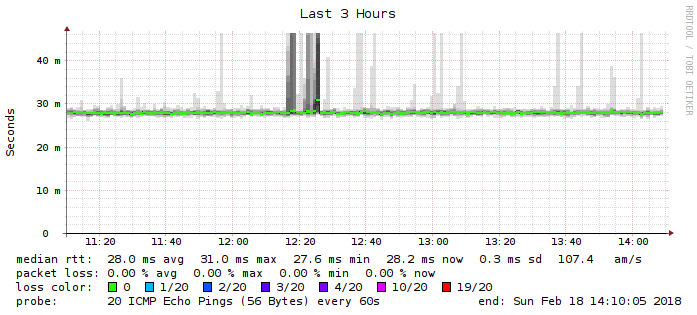 Last 3 Hours
RRDTOOL / TOBI OETIKER
Seconds
40 m
30 m
20 m
10 m
0
11:20 11:40 12:00 12:20 12:40 13:00 13:20 13:40 14:00
median rtt: 28.0 ms avg 31.0 ms max 27.6 ms min 28.2 ms now 0.3 ms sd 107.4 am/s
packet loss: 0.00 % avg 0.00 % max 0.00 % min 0.00 % now
loss color: 0 1/20 2/20 3/20 4/20 10/20 19/20
probe: 20 ICMP Echo Pings (56 Bytes) every 60s end: Sun Feb 18 14:10:05 2018